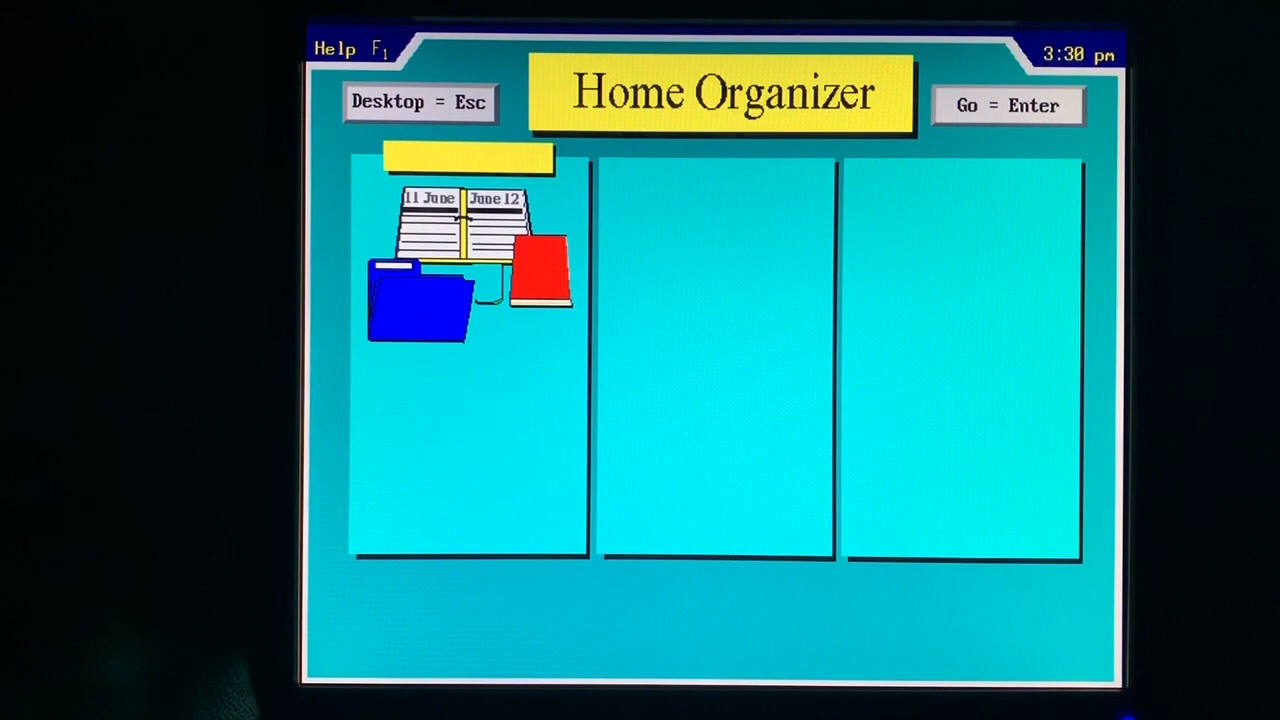 Help F1
3:30 pm
Desktop = Esc
Home Organizer
Go = Enter
11 June
June 12